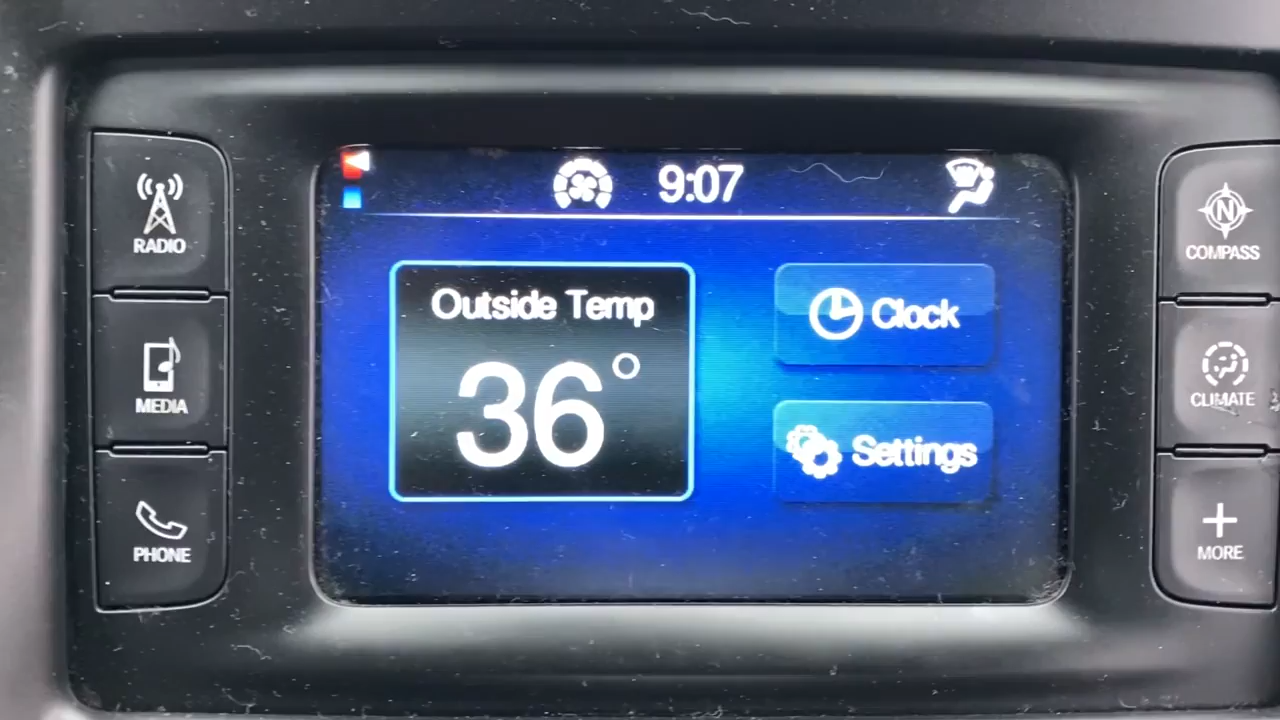 9:07
RADIO
MEDIA
PHONE
Outside Temp
36°
Clock
Settings
N
COMPASS
CLIMATE
+
MORE